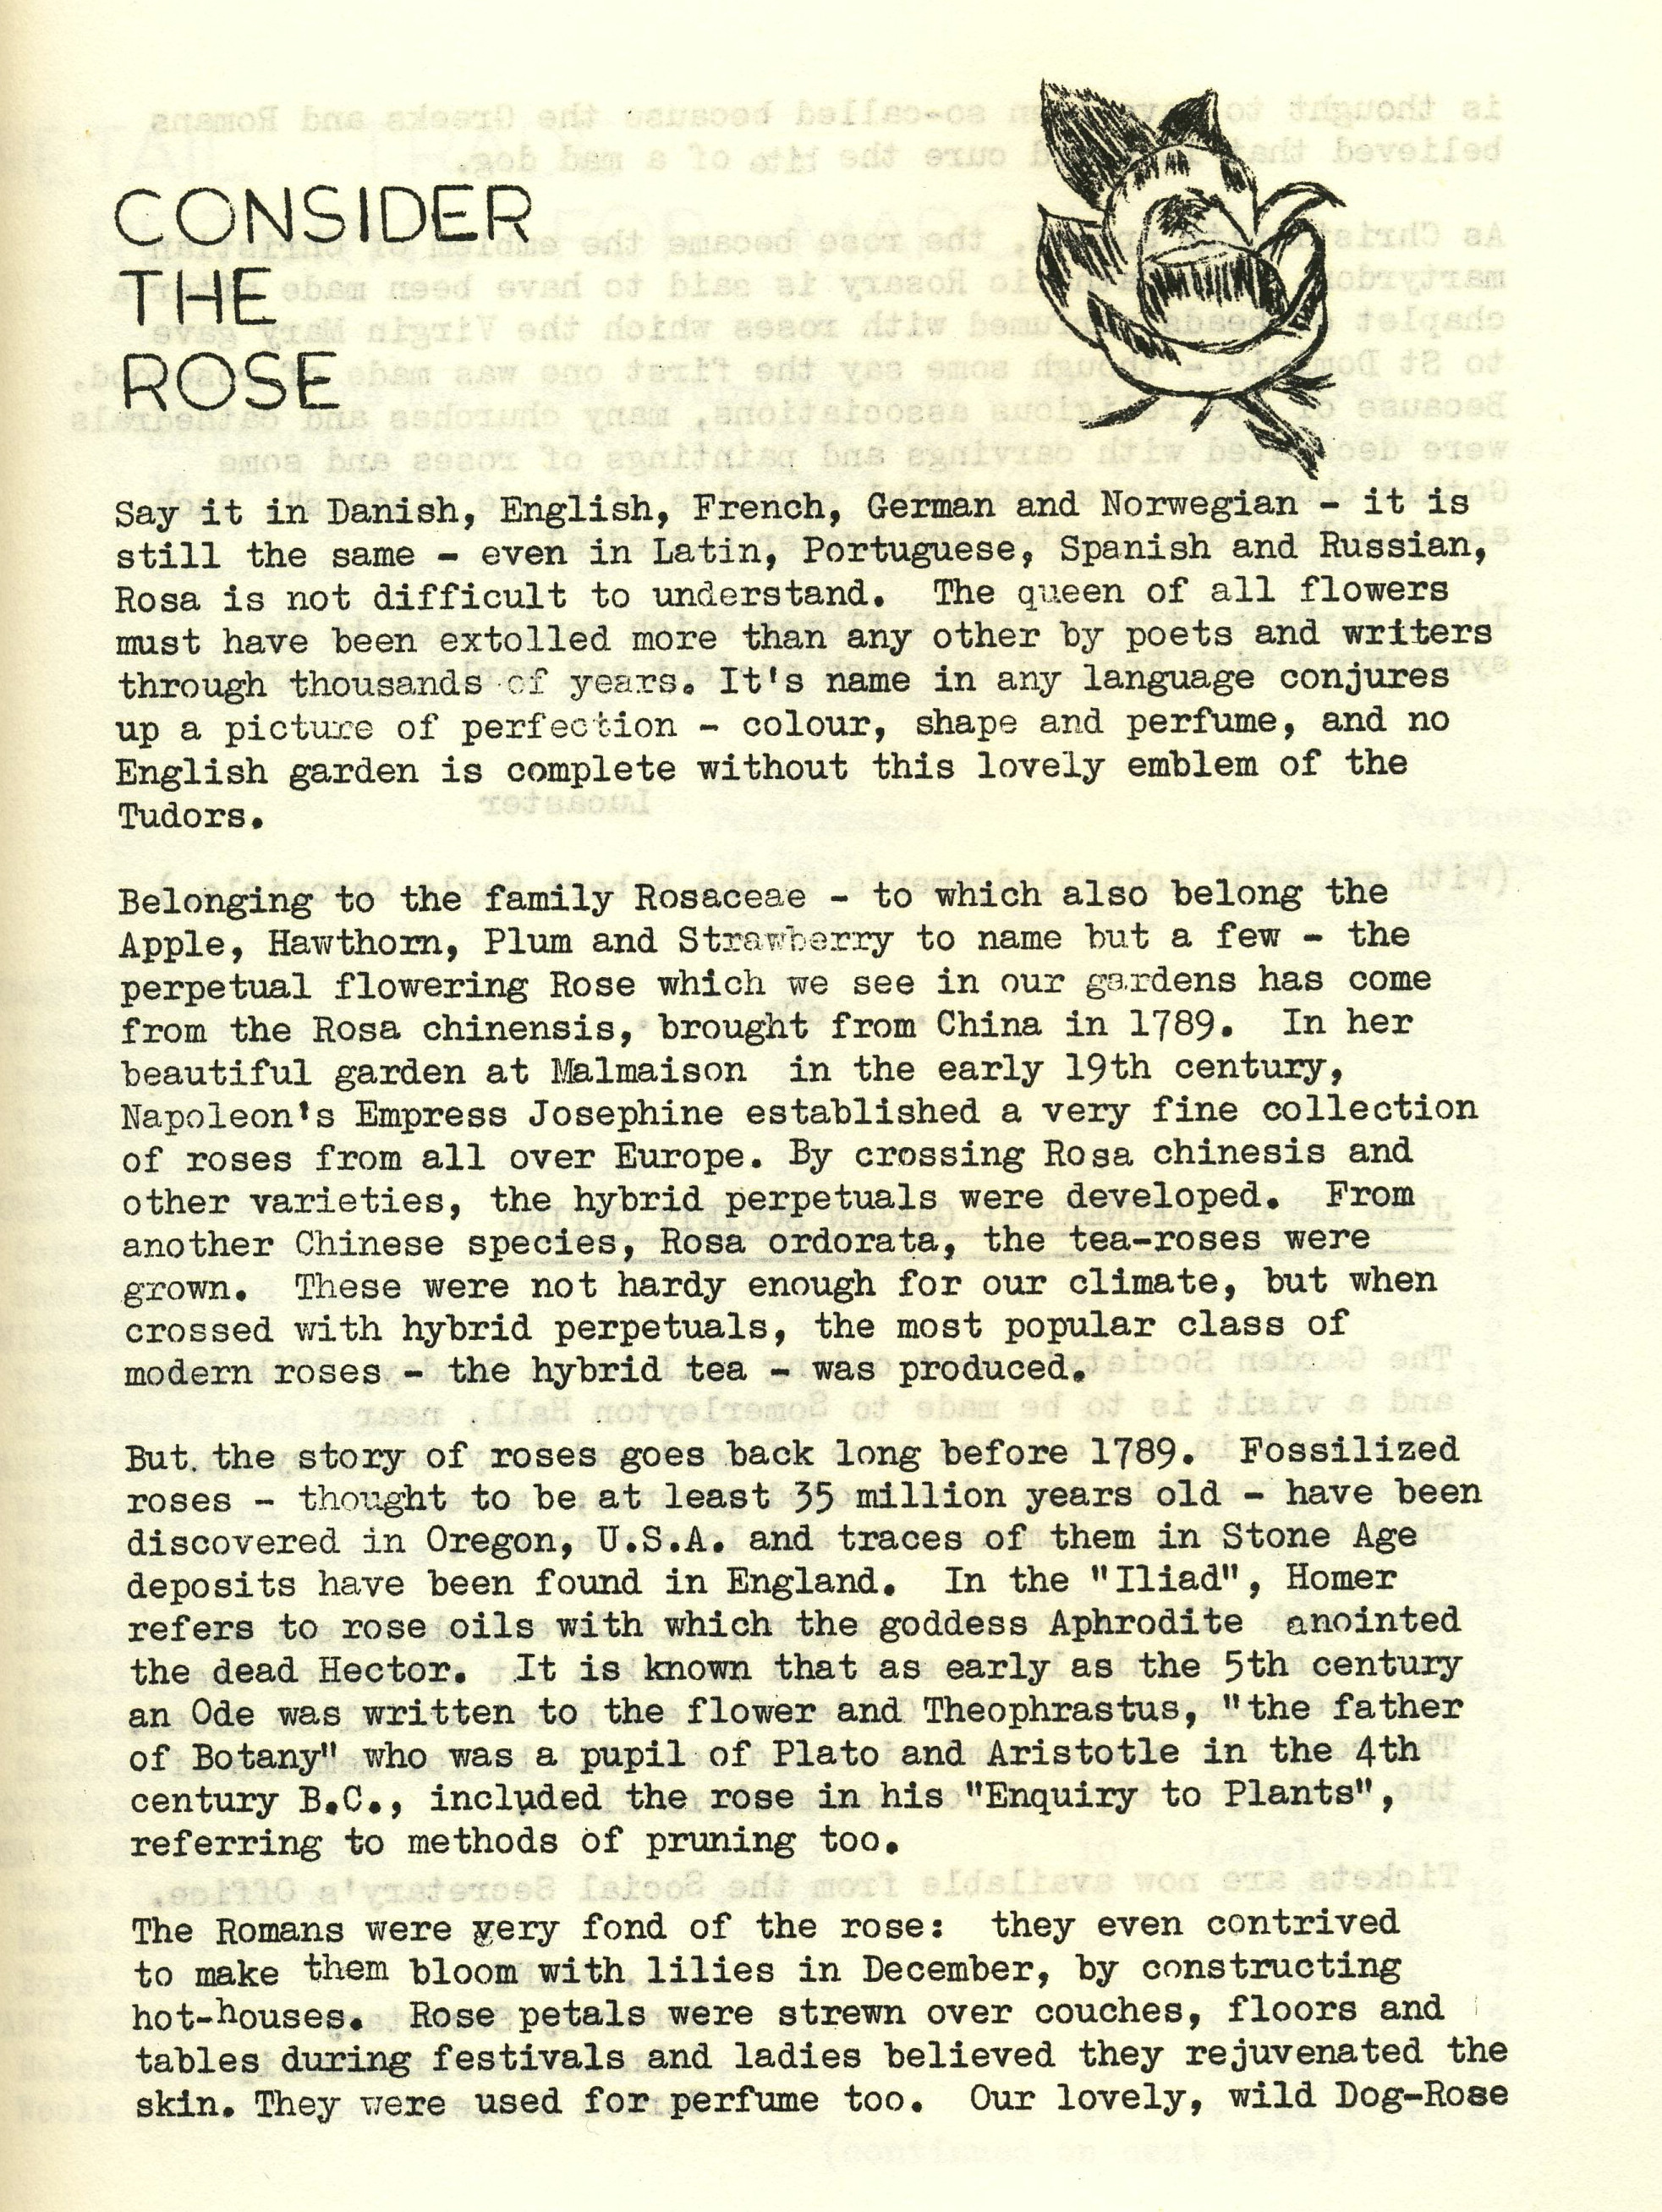 CONSIDER
THE
ROSE
Say it in Danish, English, French, German and Norwegian - it is
still the same - even in Latin, Portuguese, Spanish and Russian,
Rosa is not difficult to understand.  The queen of all flowers
must have been extolled more than any other by poets and writers
through thousands of years. It's name in any language conjures
up a picture of perfection - colour, shape and perfume, and no
English garden is complete without this lovely emblem of the
Tudors.
Belonging to the family Rosaceae - to which also belong the
Apple, Hawthorn, Plum and Strawberry to name but a few - the
perpetual flowering Rose which we see in our gardens has come
from the Rosa chinensis, brought from China in 1789.  In her
beautiful garden at Malmaison  in the early 19th century,
Napoleon's Empress Josephine established a very fine collection
of roses from all over Europe. By crossing Rosa chinesis and
other varieties, the hybrid perpetuals were developed.  From
another Chinese species, Rosa ordorata, the tea-roses were
grown.  These were not hardy enough for our climate, but when
crossed with hybrid perpetuals, the most popular class of
modern roses - the hybrid tea - was produced.
But the story of roses goes back long before 1789.  Fossilized
roses - thought to be at least 35 million years old - have been
discovered in Oregon, U.S.A. and traces of them in Stone Age
deposits have been found in England.  In the "Iliad", Homer
refers to rose oils with which the goddess Aphrodite  anointed
the dead Hector.  It is known that as early as the 5th century
an Ode was written to the flower and Theophrastus, "the father
of Botany" who was a pupil of Plato and Aristotle in the 4th
century B.C., included the rose in his "Enquiry to Plants",
referring to methods of pruning too.
The Romans were very fond of the rose:  they even contrived
to make them bloom with lilies in December, by constructing
hot-houses.  Rose petals were strewn over couches, floors and
tables during festivals and ladies believed they rejuvenated the
skin. They were used for perfume too.  Our lovely, wild Dog-Rose